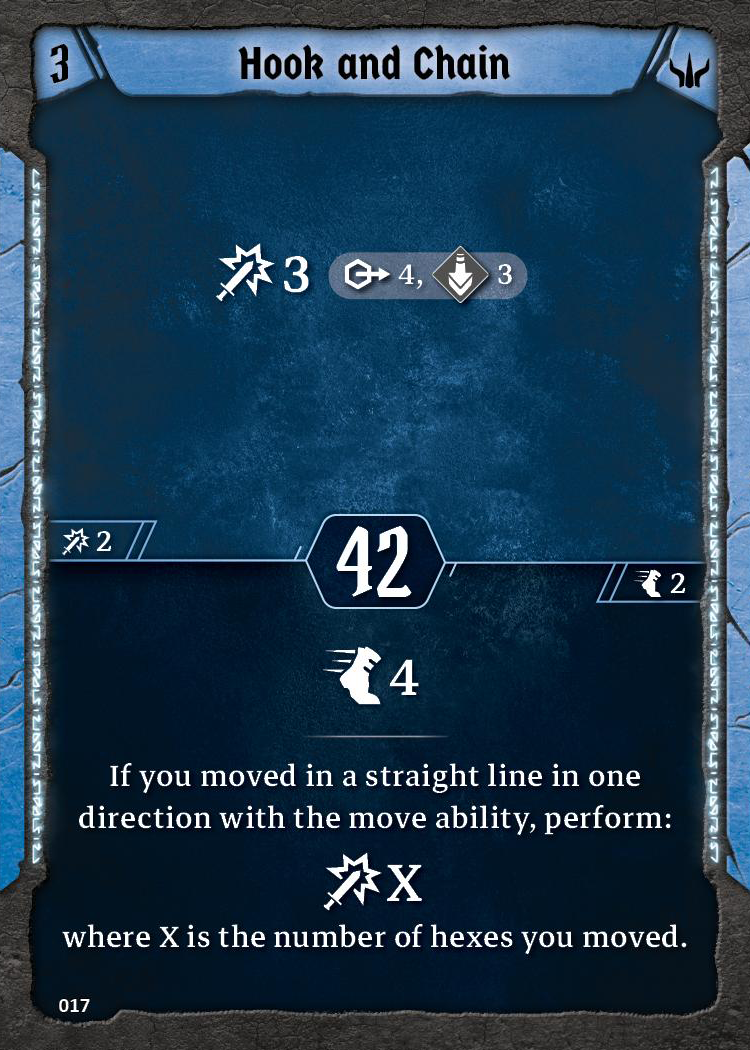 3
Hook and Chain
3 4, 3
2
42
2
4
If you moved in a straight line in one
direction with the move ability, perform:
X
where X is the number of hexes you moved.
017